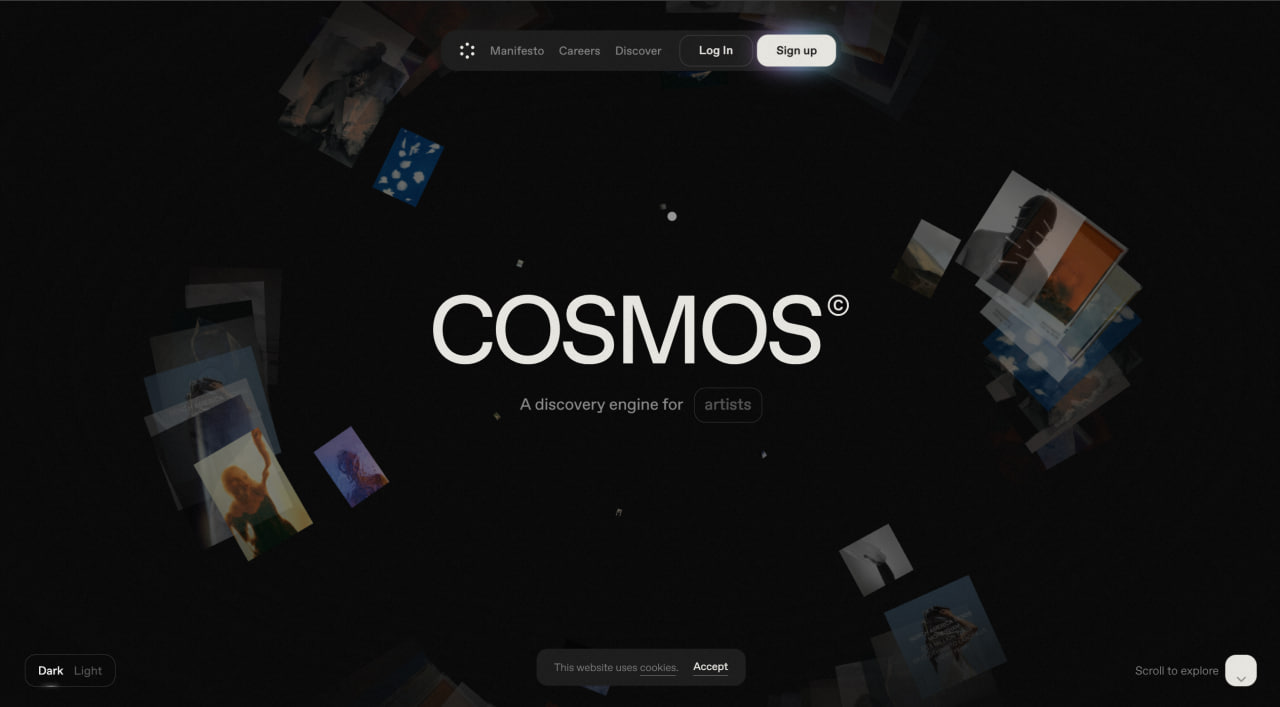 Manifesto Careers Discover Log In Sign up
COSMOS©
A discovery engine for artists
This website uses cookies. Accept
Dark Light
Scroll to explore